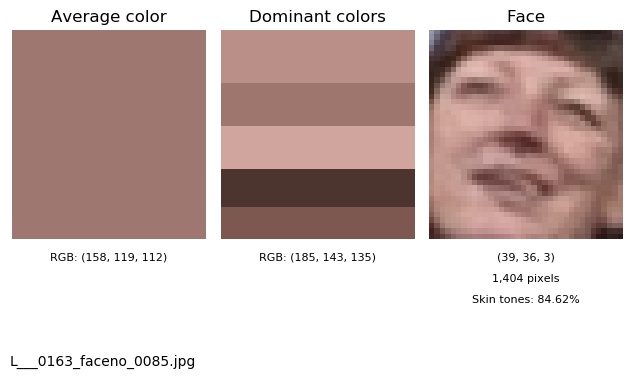 Average color
Dominant colors
Face
RGB: (158, 119, 112)
RGB: (185, 143, 135)
(39, 36, 3)
1,404 pixels
Skin tones: 84.62%
L___0163_faceno_0085.jpg